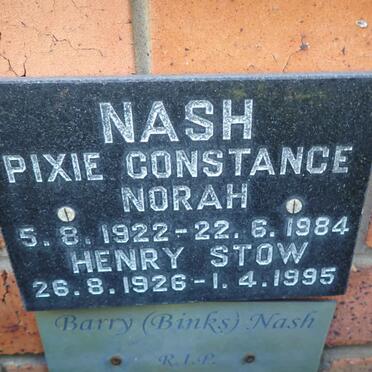 NASH
PIXIE CONSTANCE
NORAH
5.8.1922-22.6.1984
HENRY STOW
26.8.1926-1.4.1995
Barry (Binks) Nash
R.I.P.